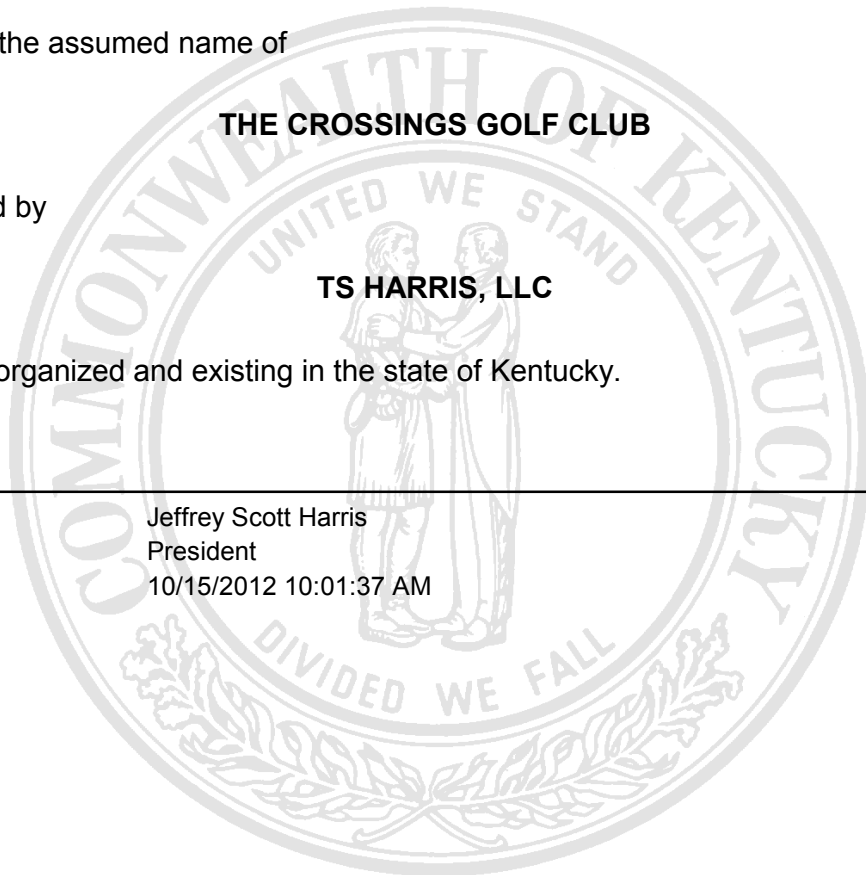 the assumed name of
THE CROSSINGS GOLF CLUB
d by
TS HARRIS, LLC
organized and existing in the state of Kentucky.
Jeffrey Scott Harris
President
10/15/2012 10:01:37 AM
COMMONWEALTH OF KENTUCKY
UNITED WE STAND
DIVIDED WE FALL